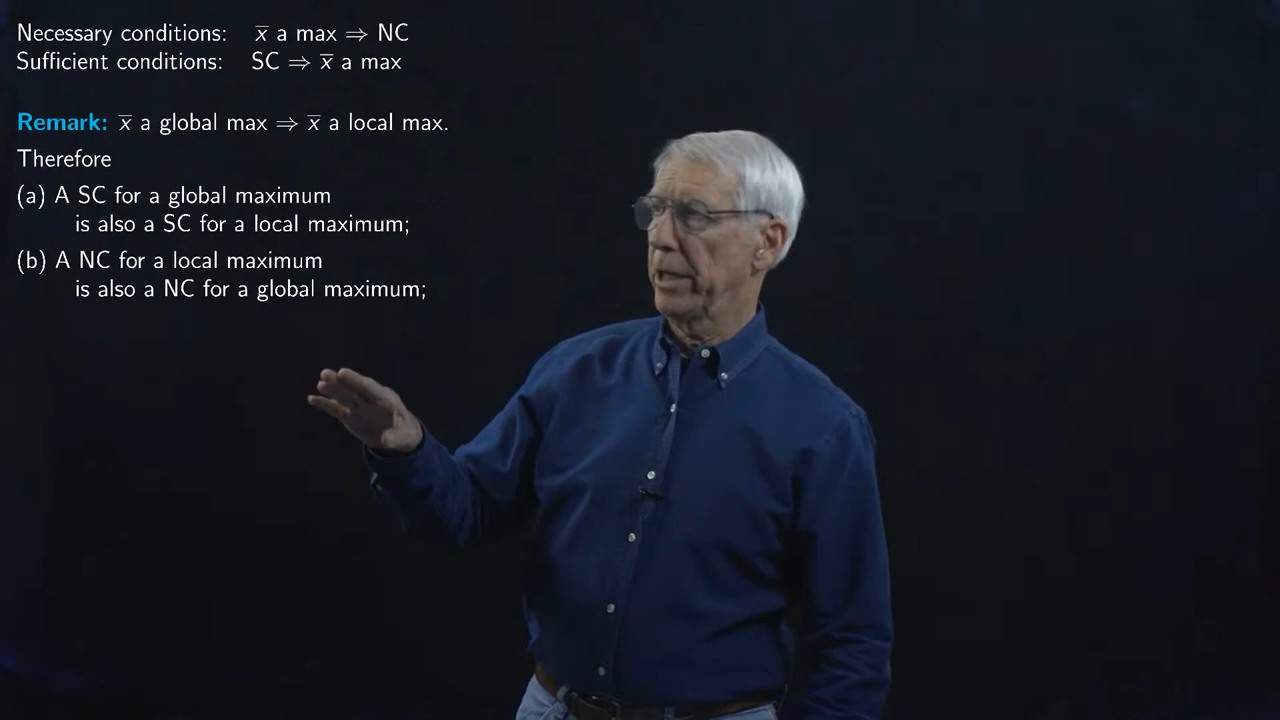 Necessary conditions: x̅ a max ⇒ NC
Sufficient conditions: SC ⇒ x̅ a max
Remark: x̅ a global max ⇒ x̅ a local max.
Therefore
(a) A SC for a global maximum
is also a SC for a local maximum;
(b) A NC for a local maximum
is also a NC for a global maximum;